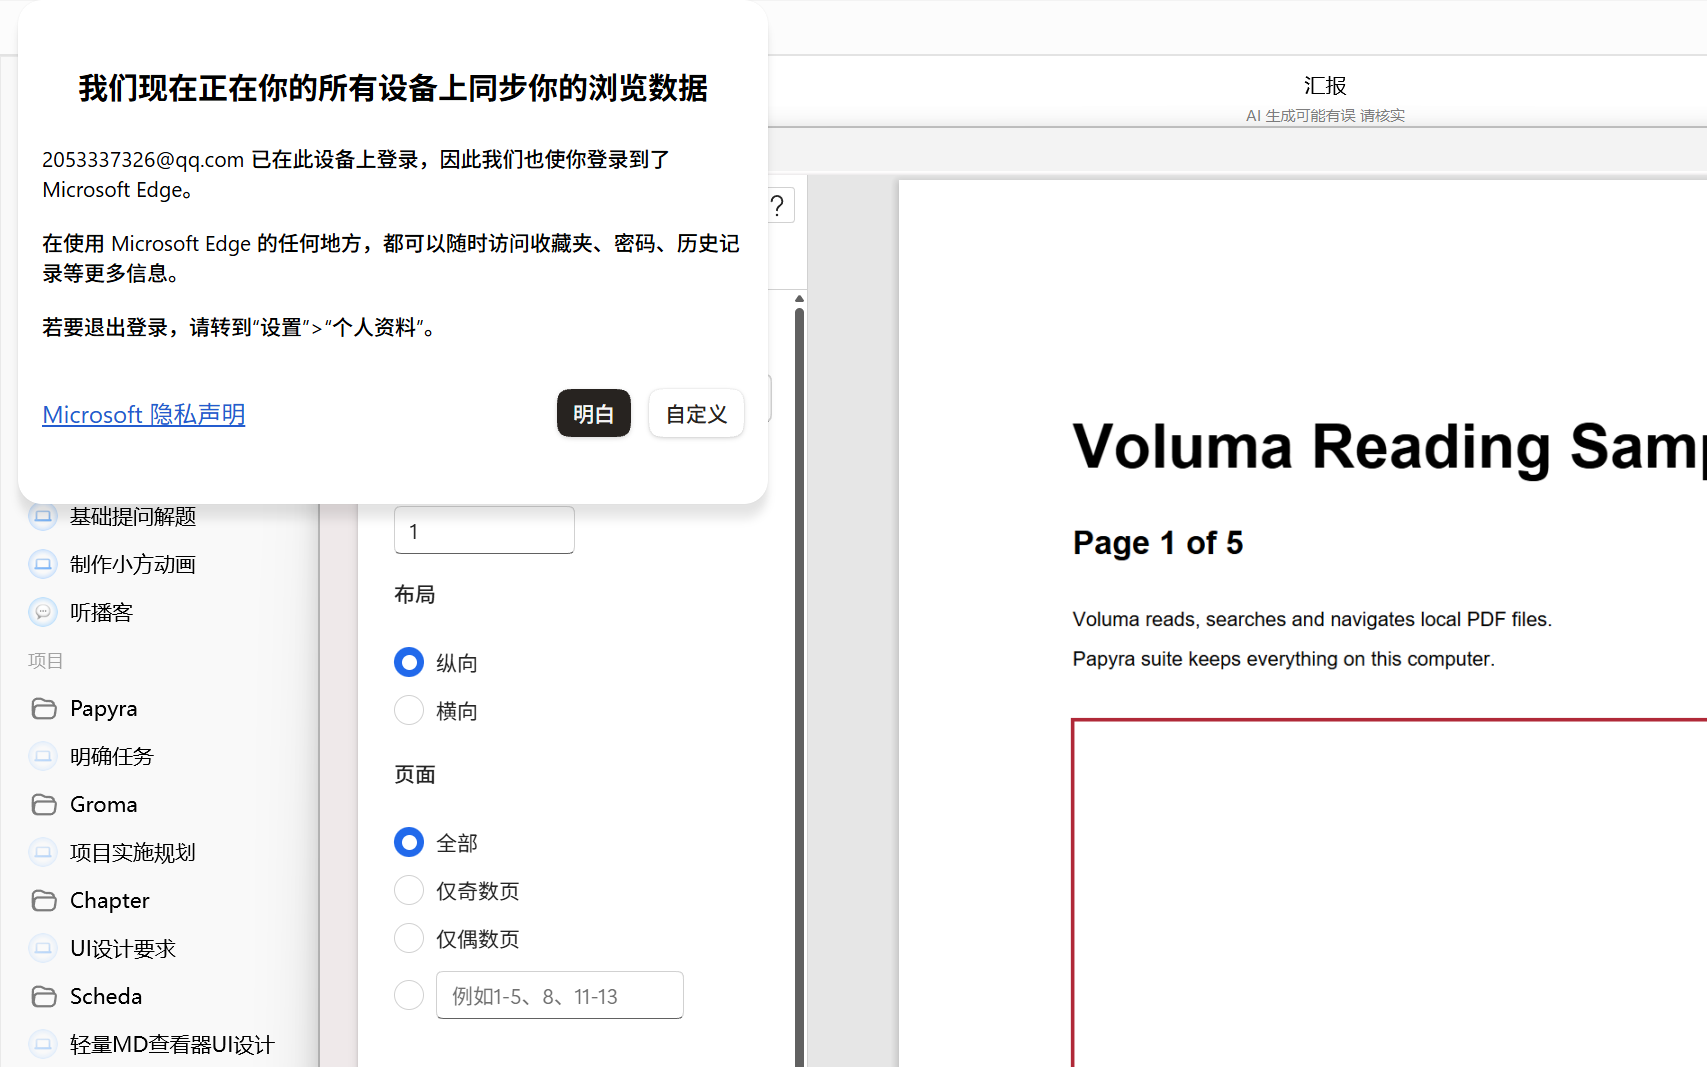 我们现在正在你的所有设备上同步你的浏览数据
2053337326@qq.com 已在此设备上登录，因此我们也使你登录到了
Microsoft Edge。
在使用 Microsoft Edge 的任何地方，都可以随时访问收藏夹、密码、历史记
录等更多信息。
若要退出登录，请转到“设置”>“个人资料”。
Microsoft 隐私声明
明白
自定义
汇报
AI 生成可能有误 请核实
?
基础提问解题
制作小方动画
听播客
项目
Papyra
明确任务
Groma
项目实施规划
Chapter
UI设计要求
Scheda
轻量MD查看器UI设计
1
布局
纵向
横向
页面
全部
仅奇数页
仅偶数页
例如1-5、8、11-13
Voluma Reading Samp
Page 1 of 5
Voluma reads, searches and navigates local PDF files.
Papyra suite keeps everything on this computer.